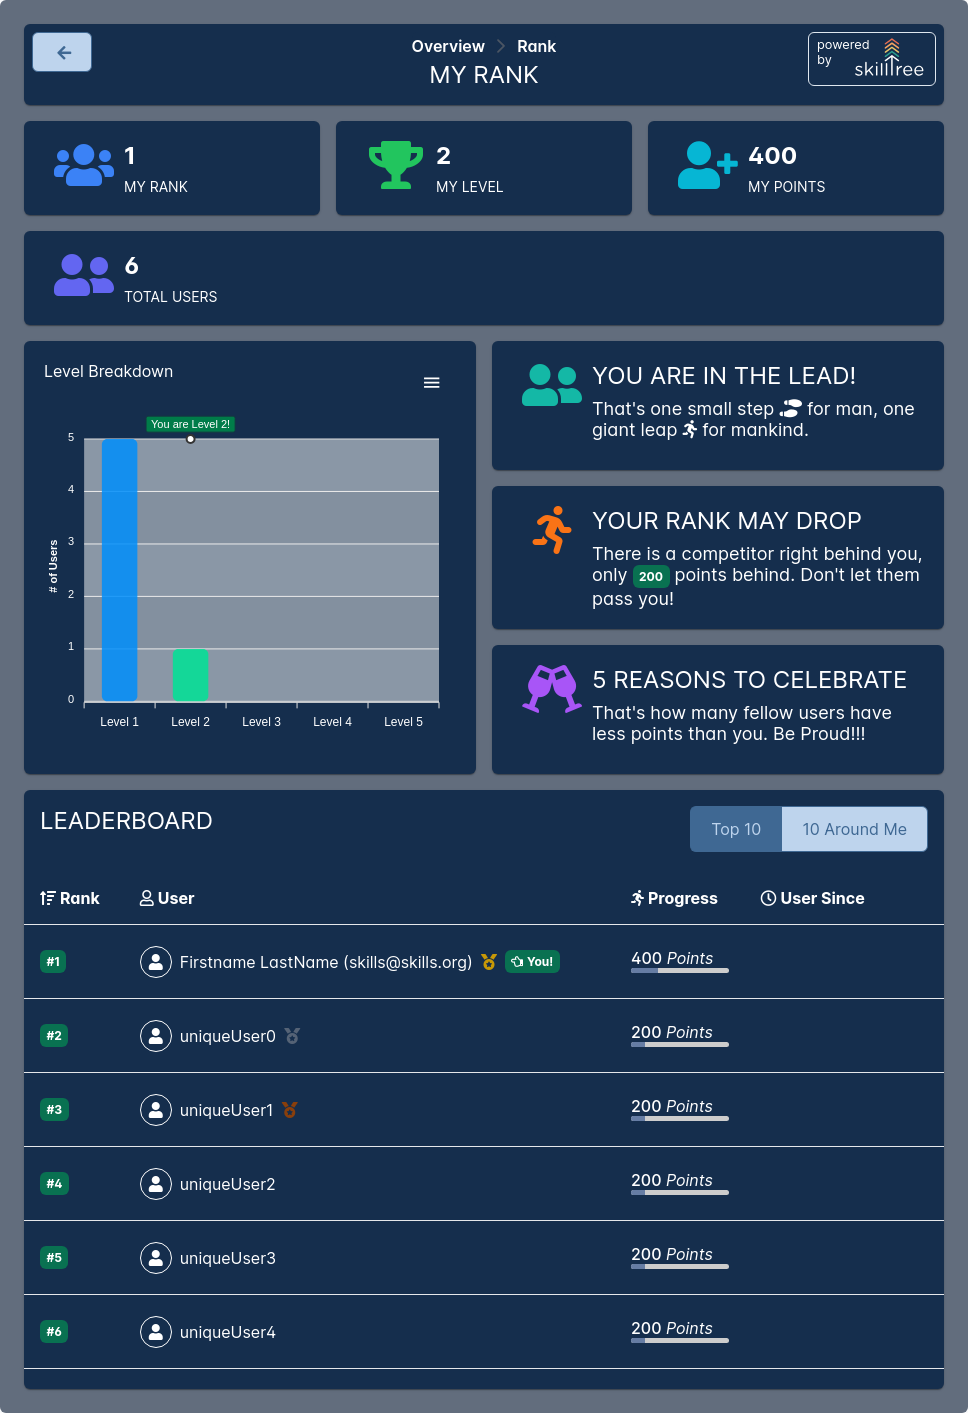 Overview Rank
MY RANK
powered
by
skilltree
1
MY RANK
2
MY LEVEL
400
MY POINTS
6
TOTAL USERS
Level Breakdown
You are Level 2!
5
4
3
2
1
0
# of Users
Level 1 Level 2 Level 3 Level 4 Level 5
YOU ARE IN THE LEAD!
That's one small step for man, one
giant leap for mankind.
YOUR RANK MAY DROP
There is a competitor right behind you,
only 200 points behind. Don't let them
pass you!
5 REASONS TO CELEBRATE
That's how many fellow users have
less points than you. Be Proud!!!
LEADERBOARD
Top 10 10 Around Me
Rank User Progress User Since
#1 Firstname LastName (skills@skills.org) You! 400 Points
#2 uniqueUser0 200 Points
#3 uniqueUser1 200 Points
#4 uniqueUser2 200 Points
#5 uniqueUser3 200 Points
#6 uniqueUser4 200 Points